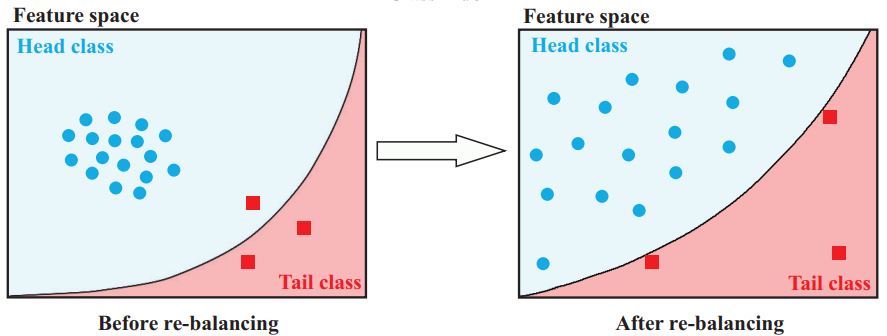 Feature space
Head class
Tail class
Before re-balancing
Feature space
Head class
Tail class
After re-balancing